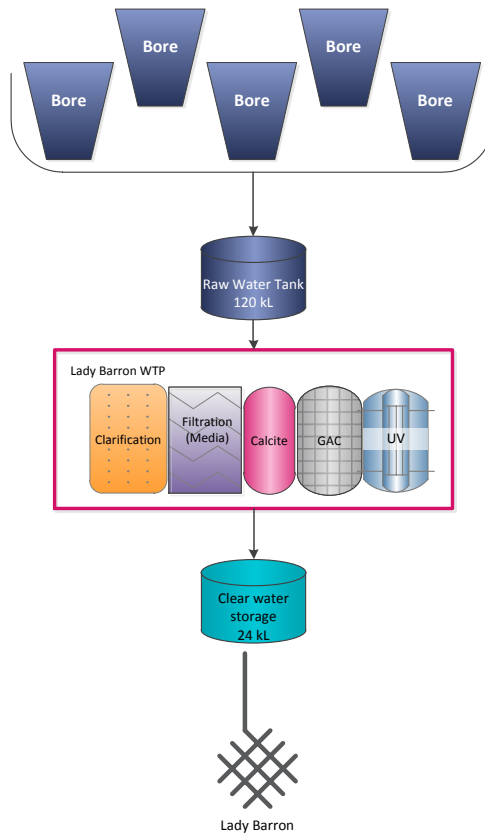 Bore
Bore
Bore
Bore
Bore
Raw Water Tank
120 kL
Lady Barron WTP
Clarification
Filtration
(Media)
Calcite
GAC
UV
Clear water
storage
24 kL
Lady Barron